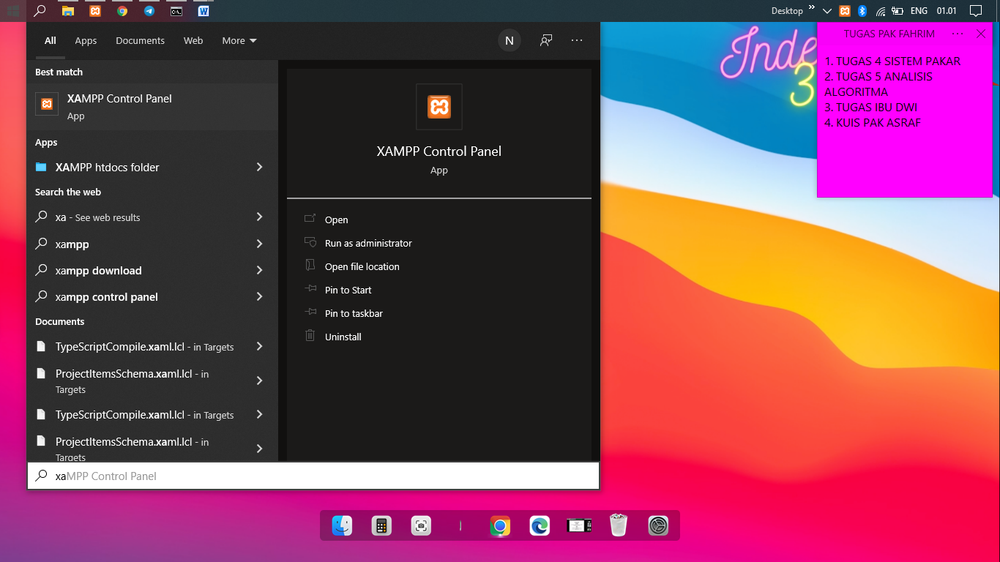 Desktop
ENG
01.01
All
Apps
Documents
Web
More
N
Best match
XAMPP Control Panel
App
Apps
XAMPP htdocs folder
Search the web
xa - See web results
xampp
xampp download
xampp control panel
Documents
TypeScriptCompile.xaml.lcl - in Targets
ProjectItemsSchema.xaml.lcl - in
Targets
TypeScriptCompile.xaml.lcl - in Targets
ProjectItemsSchema.xaml.lcl - in
Targets
xaMPP Control Panel
XAMPP Control Panel
App
Open
Run as administrator
Open file location
Pin to Start
Pin to taskbar
Uninstall
Inde
3
TUGAS PAK FAHRIM
1. TUGAS 4 SISTEM PAKAR
2. TUGAS 5 ANALISIS
ALGORITMA
3. TUGAS IBU DWI
4. KUIS PAK ASRAF